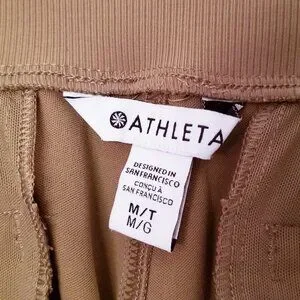 ATHLETA
DESIGNED IN
SAN FRANCISCO
CONÇU À
SAN FRANCISCO
M/T
M/G